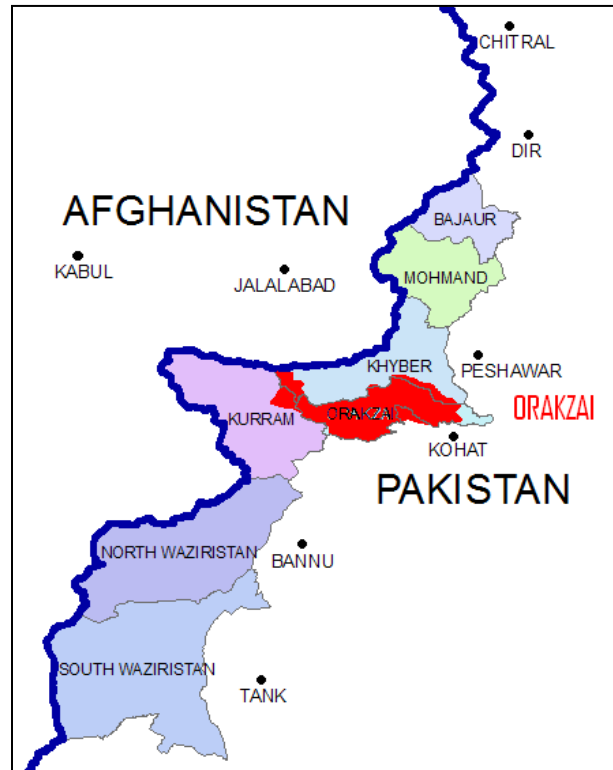 CHITRAL
DIR
AFGHANISTAN
BAJAUR
KABUL
JALALABAD
MOHMAND
KHYBER
PESHAWAR
ORAKZAI
ORAKZAI
KURRAM
KOHAT
PAKISTAN
NORTH WAZIRISTAN
BANNU
SOUTH WAZIRISTAN
TANK